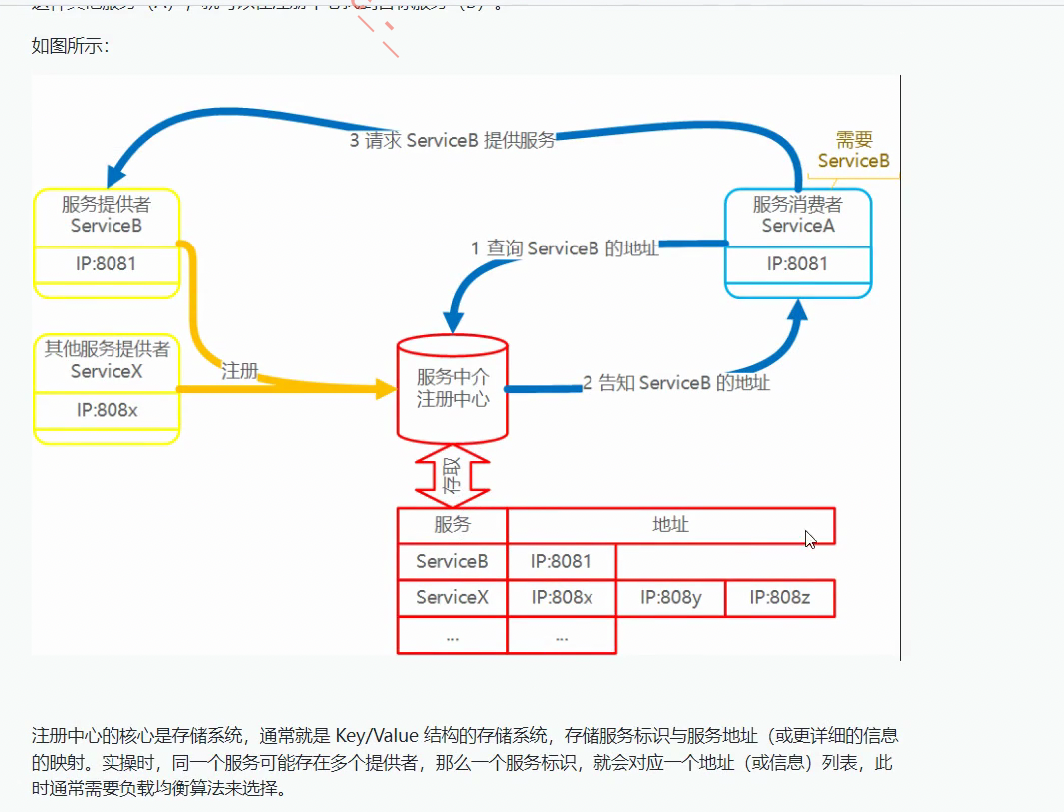 如图所示：
3 请求 ServiceB 提供服务
需要
ServiceB
服务提供者
ServiceB
IP:8081
服务消费者
ServiceA
IP:8081
1 查询 ServiceB 的地址
其他服务提供者
ServiceX
IP:808x
注册
服务中介
注册中心
2 告知 ServiceB 的地址
存取
服务 地址
ServiceB IP:8081
ServiceX IP:808x IP:808y IP:808z
... ...
注册中心的核心是存储系统，通常就是 Key/Value 结构的存储系统，存储服务标识与服务地址（或更详细的信息
的映射。实操时，同一个服务可能存在多个提供者，那么一个服务标识，就会对应一个地址（或信息）列表，此
时通常需要负载均衡算法来选择。